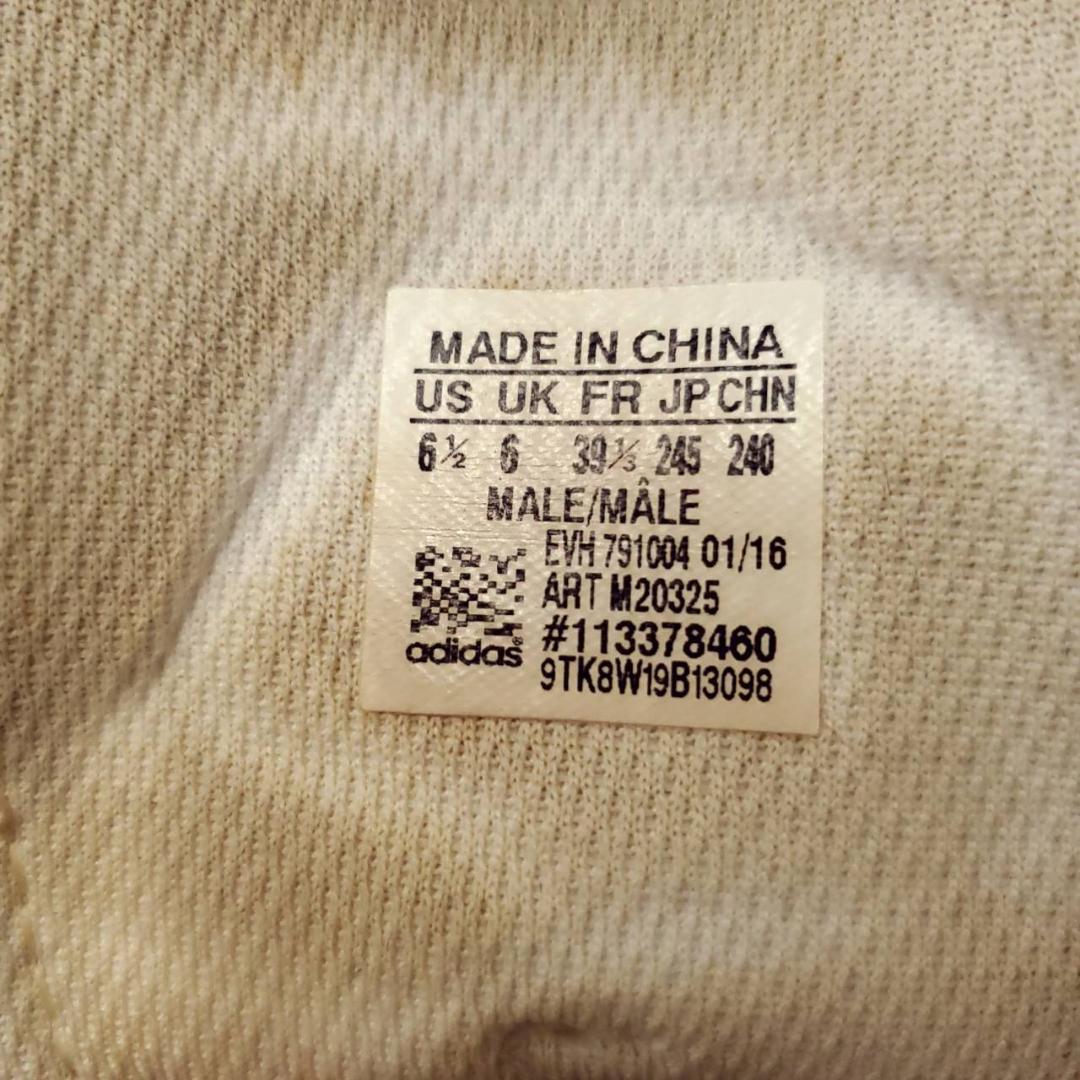 MADE IN CHINA
US UK FR JP CHN
6½ 6 39⅓ 245 240
MALE/MÂLE
EVH 791004 01/16
ART M20325
#113378460
adidas®
9TK8W19B13098